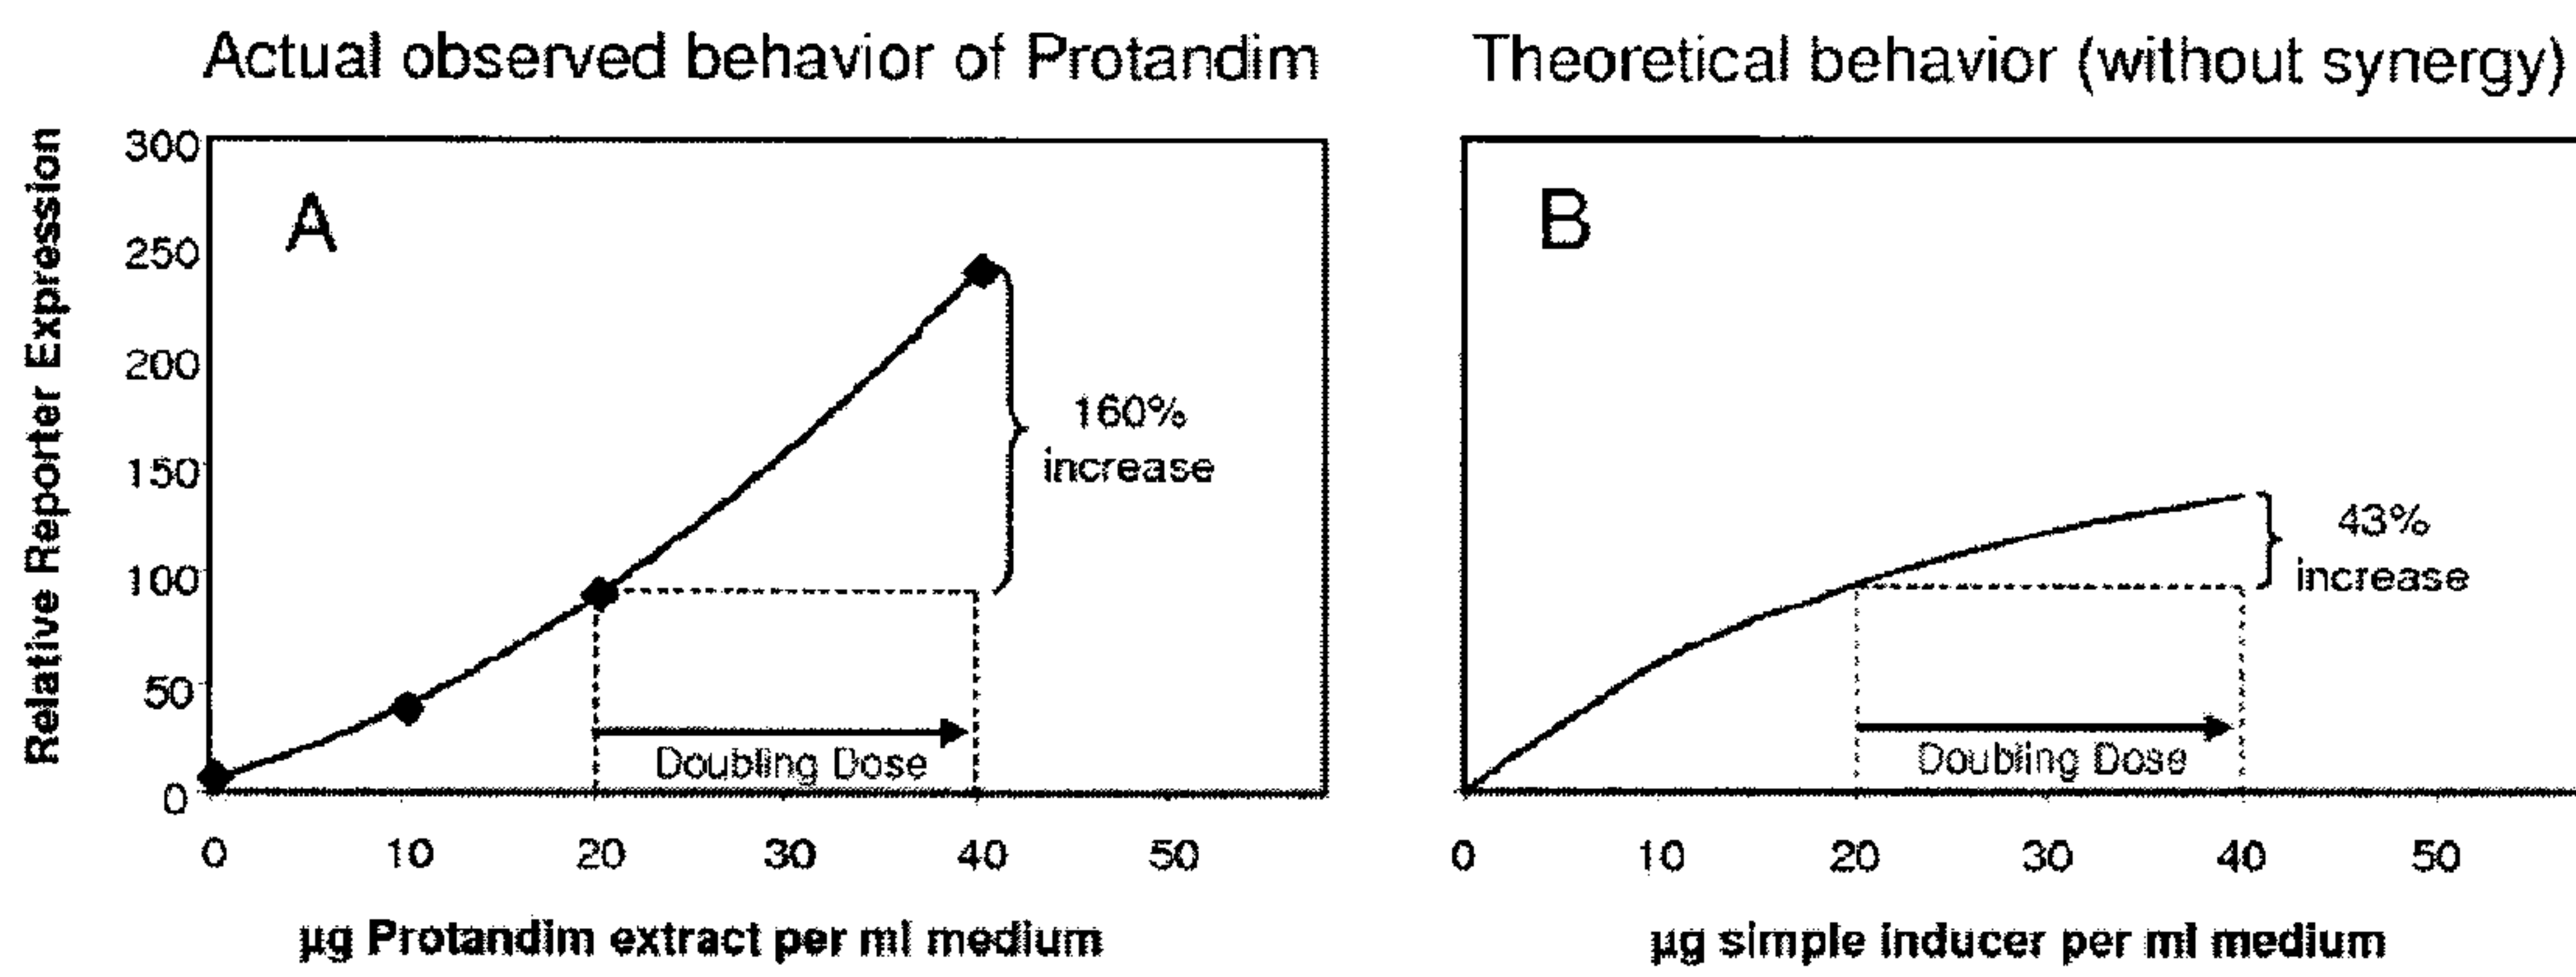 Actual observed behavior of Protandim
Theoretical behavior (without synergy)
Relative Reporter Expression
300
250
200
150
100
50
0
A
160%
increase
Doubling Dose
0 10 20 30 40 50
µg Protandim extract per ml medium
B
43%
increase
Doubling Dose
0 10 20 30 40 50
µg simple inducer per ml medium